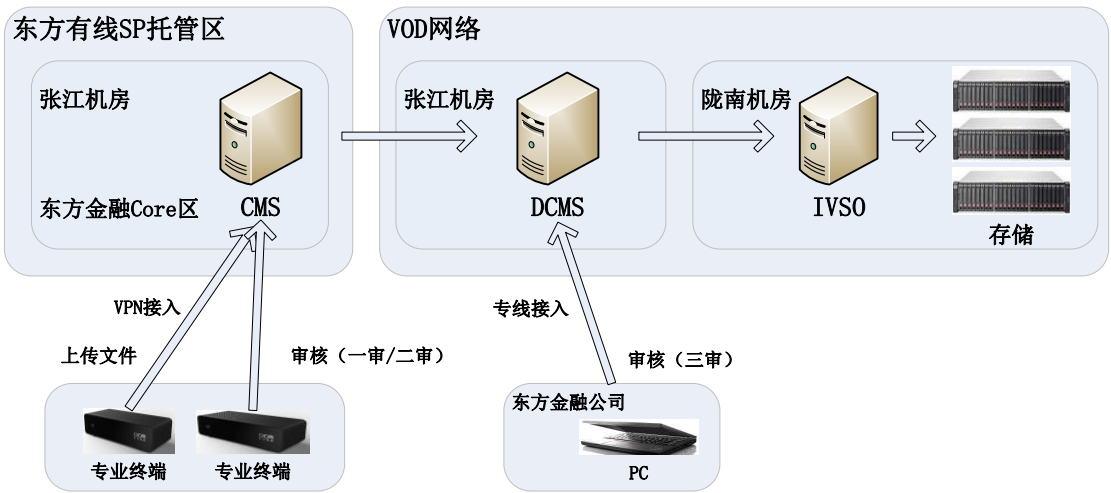 东方有线SP托管区
张江机房
东方金融Core区
CMS
VOD网络
张江机房
DCMS
陇南机房
IVSO
存储
VPN接入
上传文件
审核（一审/二审）
专线接入
审核（三审）
专业终端
专业终端
东方金融公司
PC